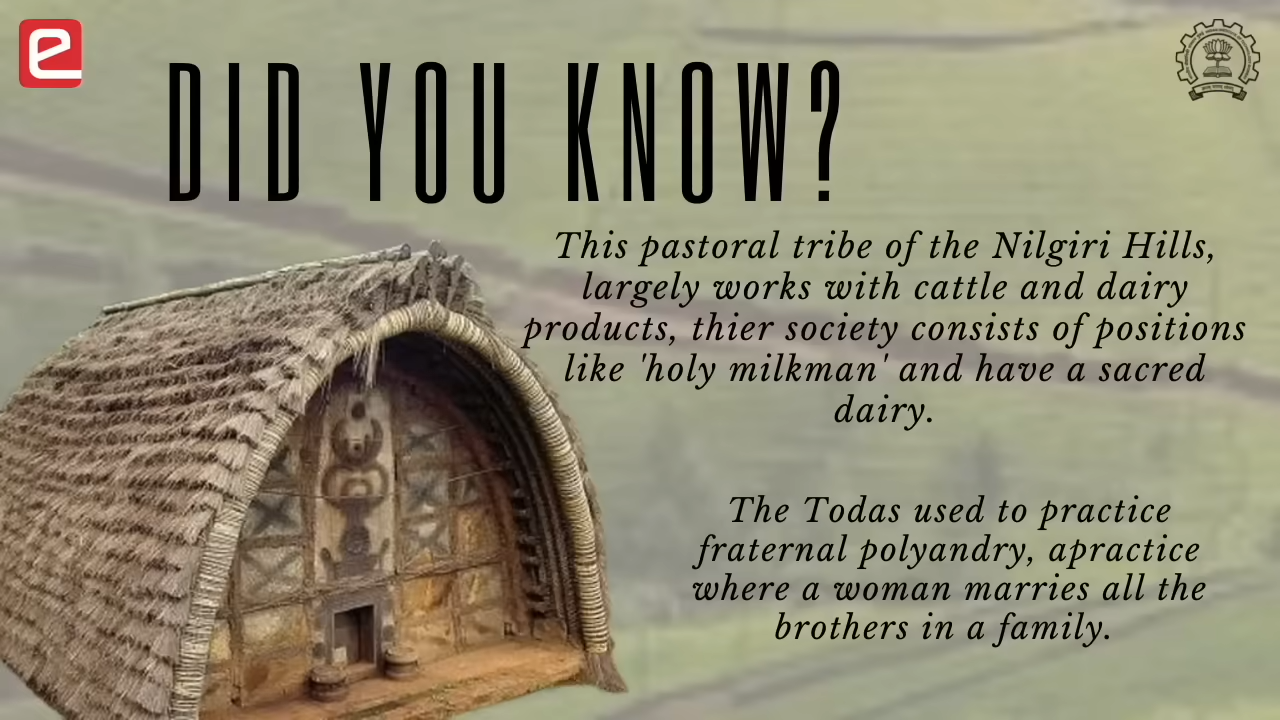 e
DID YOU KNOW?
This pastoral tribe of the Nilgiri Hills,
largely works with cattle and dairy
products, thier society consists of positions
like 'holy milkman' and have a sacred
dairy.
The Todas used to practice
fraternal polyandry, apractice
where a woman marries all the
brothers in a family.